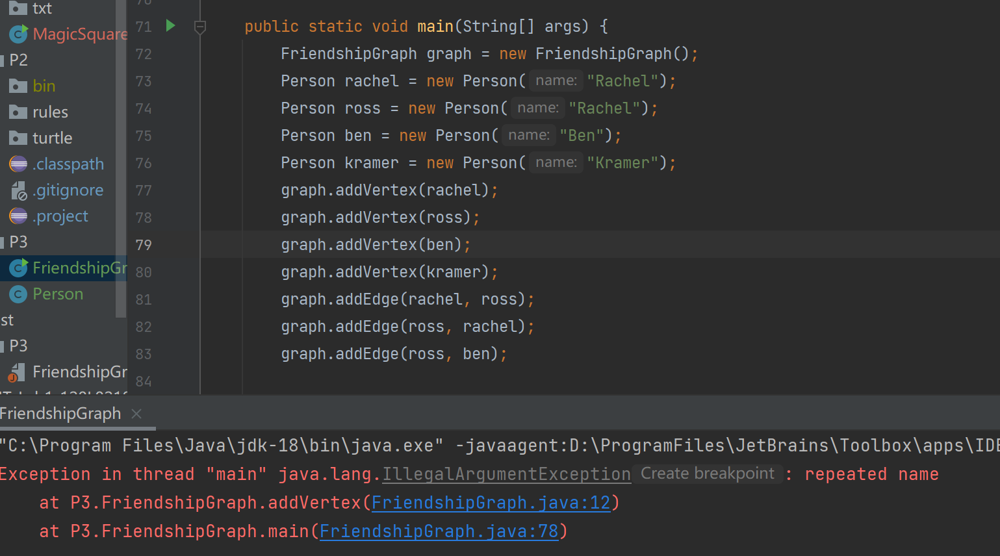 txt
MagicSquare
P2
bin
rules
turtle
.classpath
.gitignore
.project
P3
FriendshipGr
Person
st
P3
FriendshipGr
71 public static void main(String[] args) {
72 FriendshipGraph graph = new FriendshipGraph();
73 Person rachel = new Person( name: "Rachel");
74 Person ross = new Person( name: "Rachel");
75 Person ben = new Person( name: "Ben");
76 Person kramer = new Person( name: "Kramer");
77 graph.addVertex(rachel);
78 graph.addVertex(ross);
79 graph.addVertex(ben);
80 graph.addVertex(kramer);
81 graph.addEdge(rachel, ross);
82 graph.addEdge(ross, rachel);
83 graph.addEdge(ross, ben);
84
FriendshipGraph ×
"C:\Program Files\Java\jdk-18\bin\java.exe" -javaagent:D:\ProgramFiles\JetBrains\Toolbox\apps\IDE
Exception in thread "main" java.lang.IllegalArgumentException Create breakpoint : repeated name
at P3.FriendshipGraph.addVertex(FriendshipGraph.java:12)
at P3.FriendshipGraph.main(FriendshipGraph.java:78)